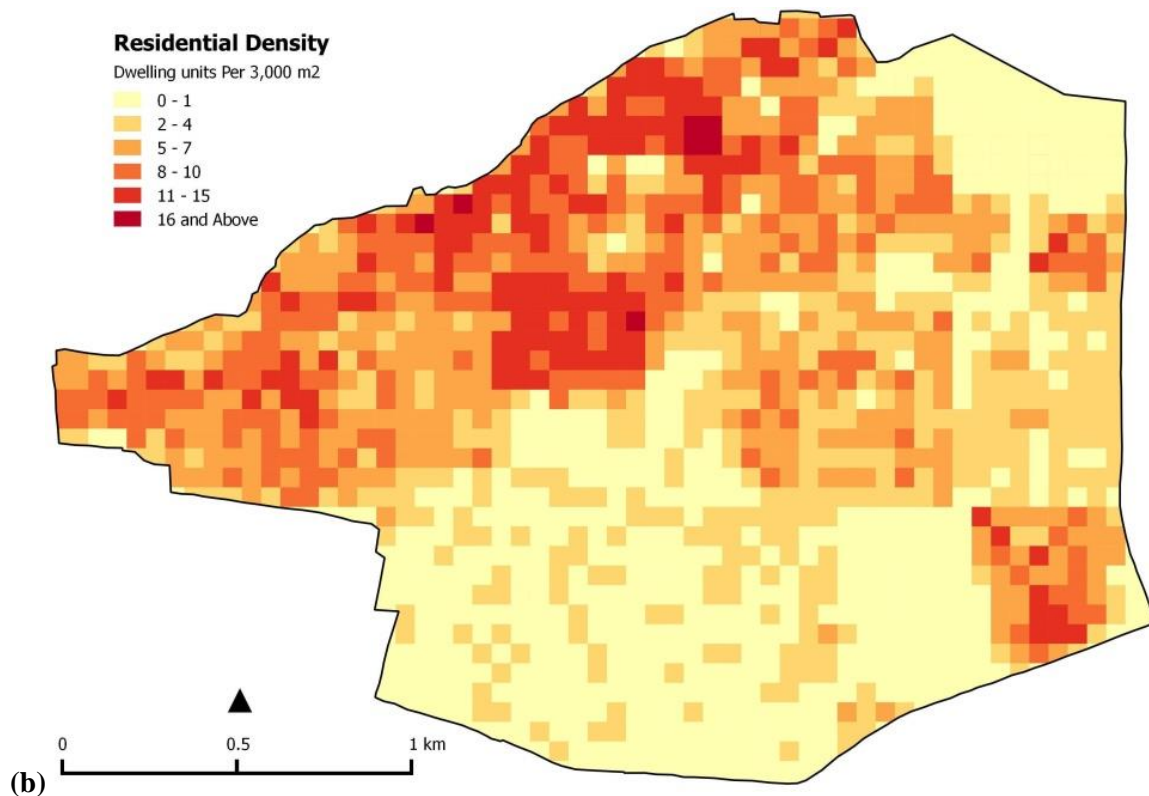 Residential Density
Dwelling units Per 3,000 m2
0 - 1
2 - 4
5 - 7
8 - 10
11 - 15
16 and Above
0 0.5 1 km
(b)